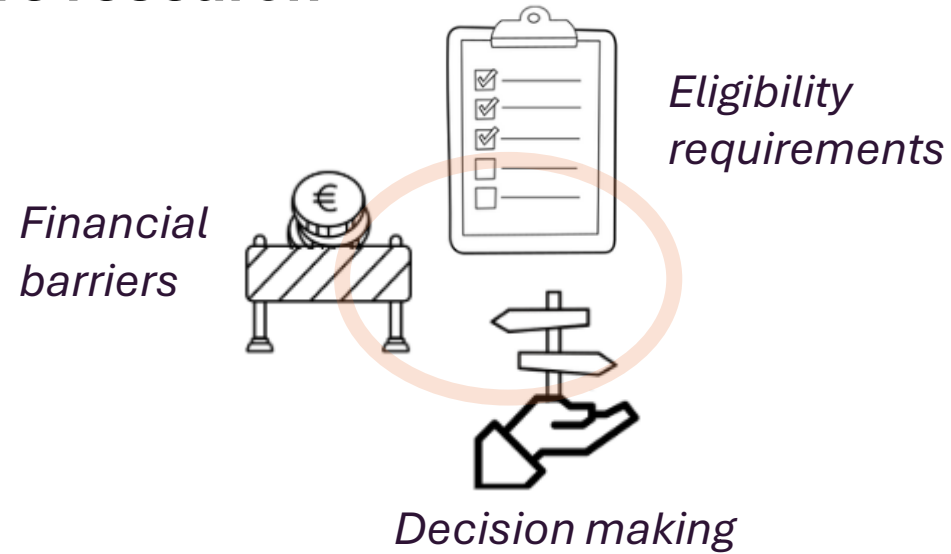 Eligibility
requirements
€
Financial
barriers
Decision making